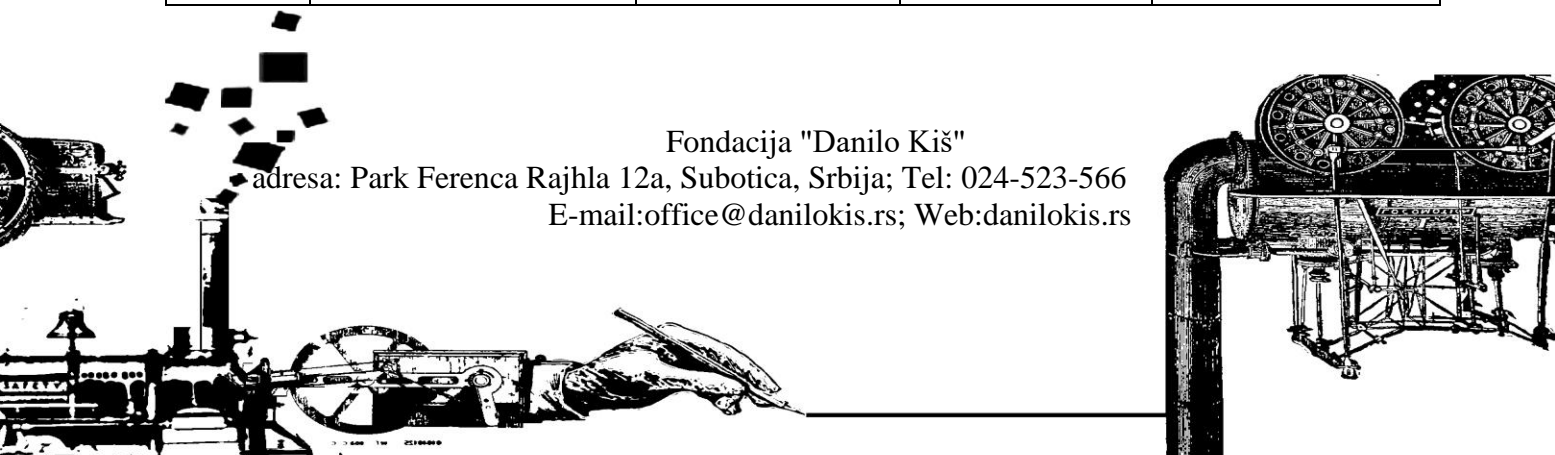 Fondacija "Danilo Kiš"
adresa: Park Ferenca Rajhla 12a, Subotica, Srbija; Tel: 024-523-566
E-mail:office@danilokis.rs; Web:danilokis.rs
SAFETY